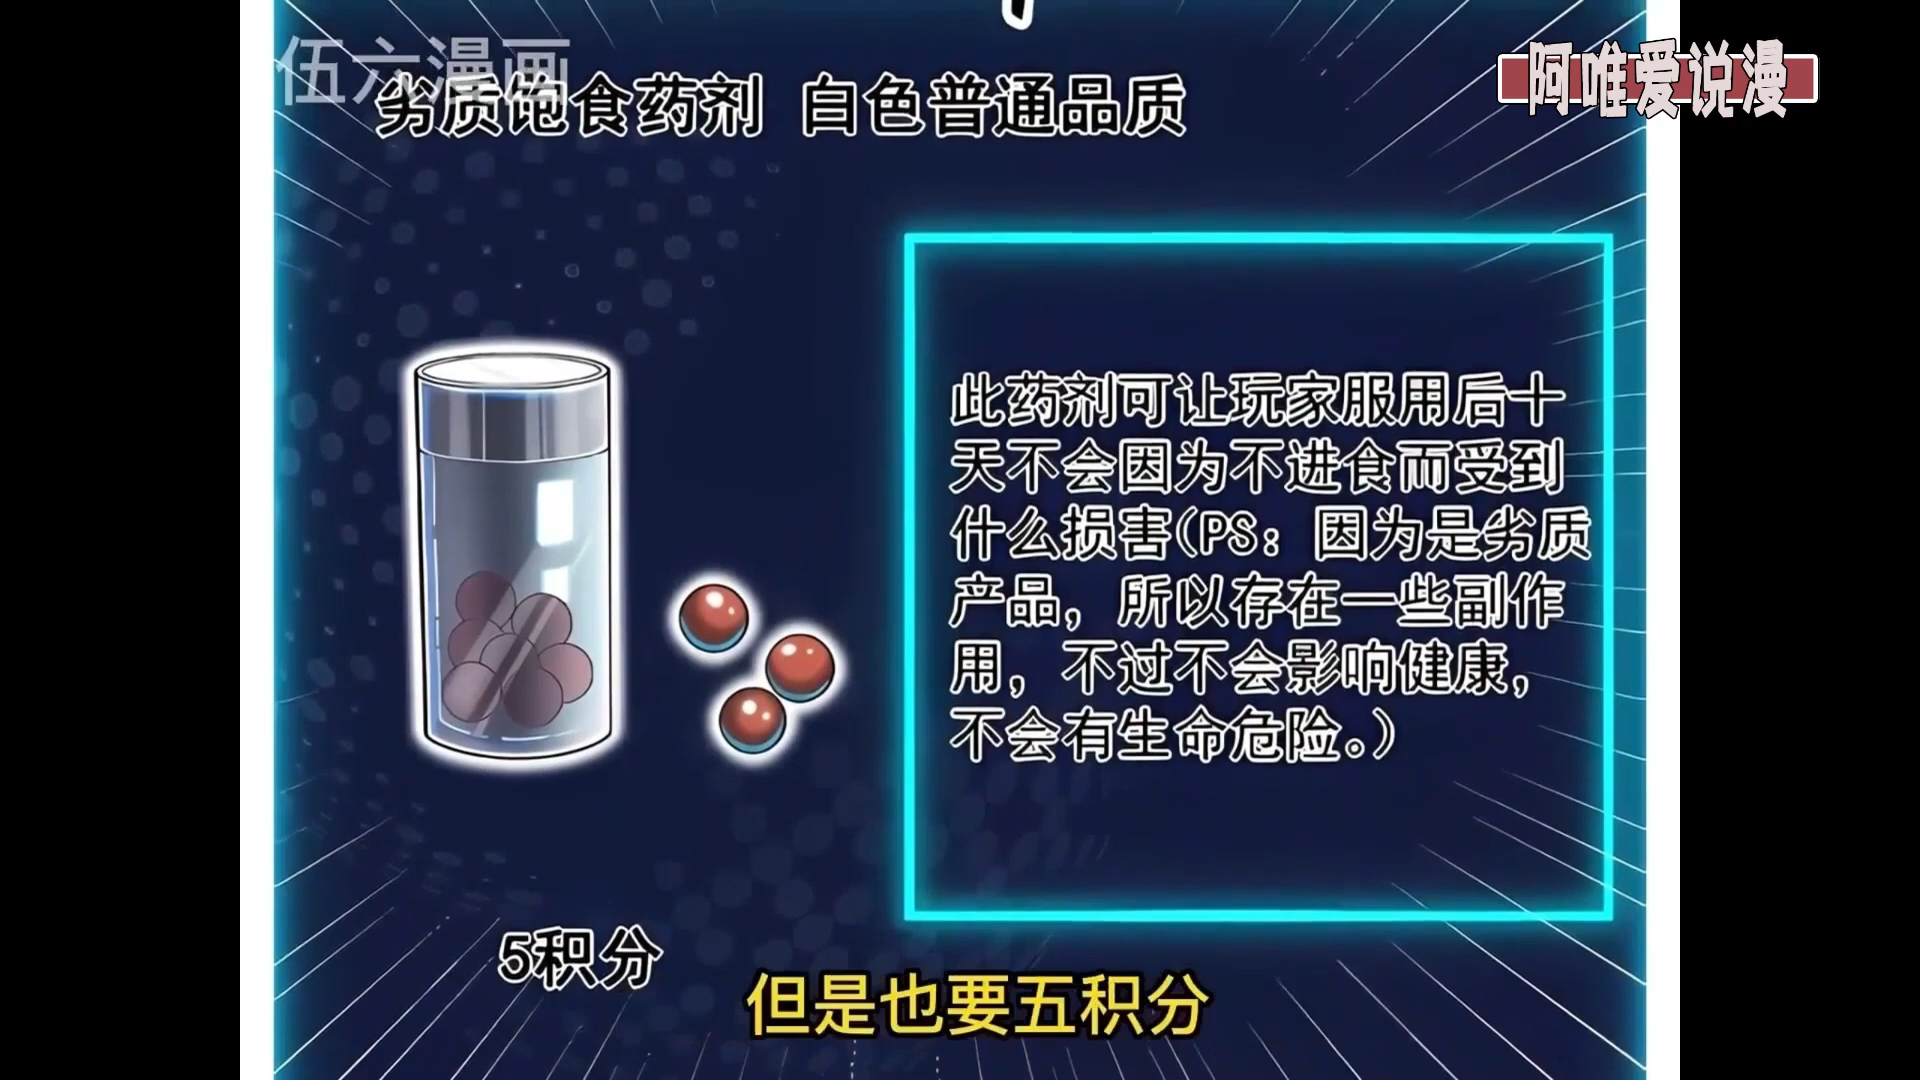 伍六漫画
阿唯爱说漫
劣质饱食药剂 白色普通品质
此药剂可让玩家服用后十
天不会因为不进食而受到
什么损害(PS：因为是劣质
产品，所以存在一些副作
用，不过不会影响健康，
不会有生命危险。)
5积分
但是也要五积分